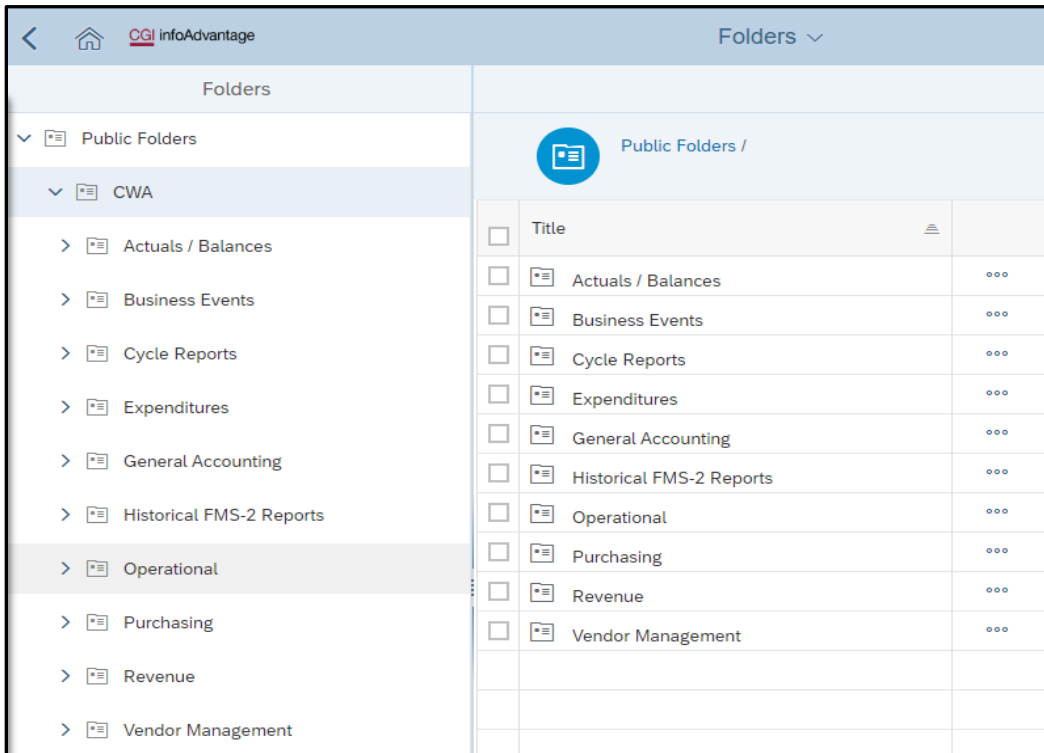 CGI infoAdvantage
Folders
Folders
Public Folders
CWA
Actuals / Balances
Business Events
Cycle Reports
Expenditures
General Accounting
Historical FMS-2 Reports
Operational
Purchasing
Revenue
Vendor Management
Public Folders /
Title
Actuals / Balances
Business Events
Cycle Reports
Expenditures
General Accounting
Historical FMS-2 Reports
Operational
Purchasing
Revenue
Vendor Management